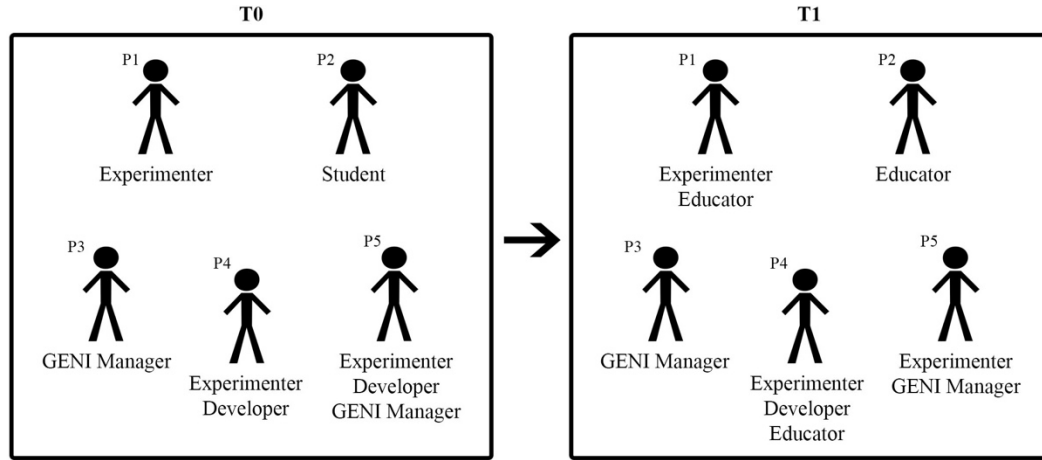 T0
P1
Experimenter
P2
Student
P3
GENI Manager
P4
Experimenter
Developer
P5
Experimenter
Developer
GENI Manager
T1
P1
Experimenter
Educator
P2
Educator
P3
GENI Manager
P4
Experimenter
Developer
Educator
P5
Experimenter
GENI Manager